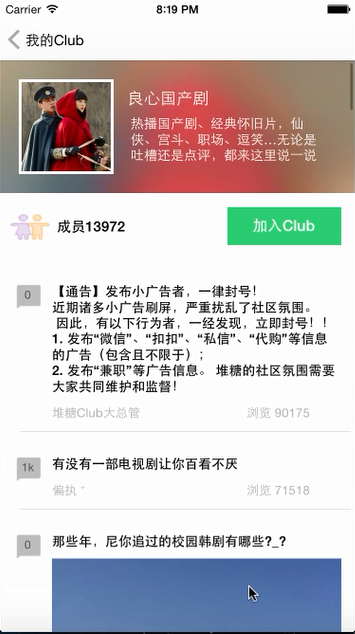 Carrier 8:19 PM
我的Club
良心国产剧
热播国产剧、经典怀旧片，仙
侠、宫斗、职场、逗笑...无论是
吐槽还是点评，都来这里说一说
成员13972
加入Club
0
【通告】发布小广告者，一律封号！
近期诸多小广告刷屏，严重扰乱了社区氛围。
因此，有以下行为者，一经发现，立即封号！！
1. 发布“微信”、“扣扣”、“私信”、“代购”等信息
的广告（包含且不限于）；
2. 发布“兼职”等广告信息。 堆糖的社区氛围需要
大家共同维护和监督！
堆糖Club大总管 浏览 90175
1k
有没有一部电视剧让你百看不厌
偏执 ˇ 浏览 71518
0
那些年，尼你追过的校园韩剧有哪些?_?